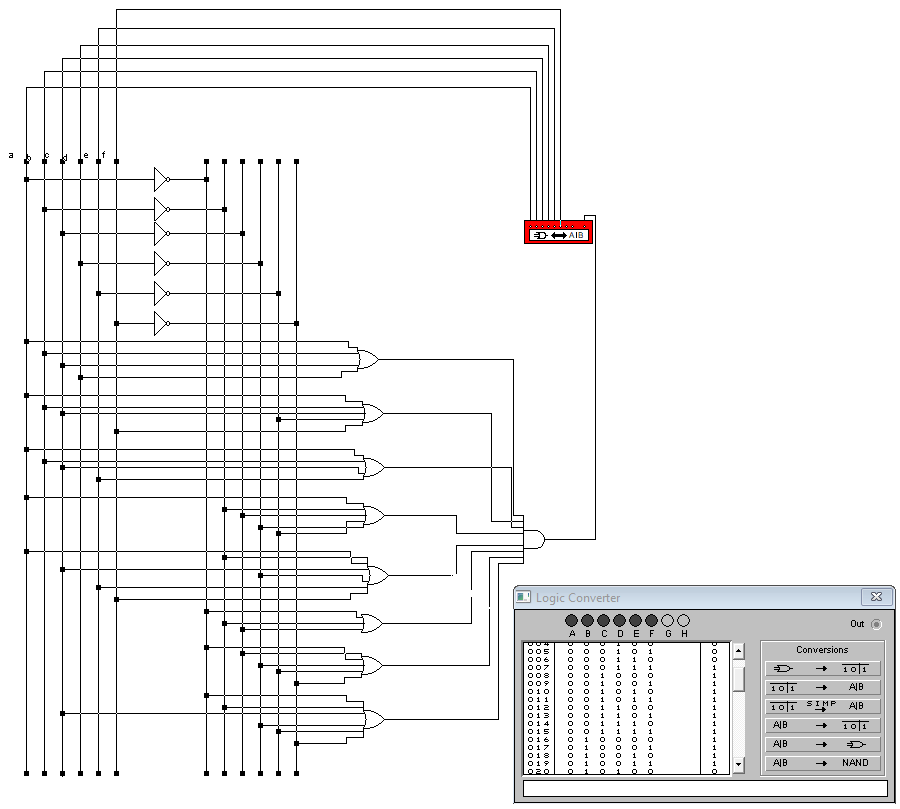 a b c d e f
A|B
Logic Converter
Out
A B C D E F G H
005 0 0 0 1 0 1 0
006 0 0 0 1 1 0 0
007 0 0 0 1 1 1 1
008 0 0 1 0 0 0 1
009 0 0 1 0 0 1 1
010 0 0 1 0 1 0 1
011 0 0 1 0 1 1 1
012 0 0 1 1 0 0 1
013 0 0 1 1 0 1 1
014 0 0 1 1 1 0 1
015 0 0 1 1 1 1 1
016 0 1 0 0 0 0 1
017 0 1 0 0 0 1 1
018 0 1 0 0 1 0 1
019 0 1 0 0 1 1 1
Conversions
→ 1 0|1
1 0|1 → A|B
1 0|1 SIMP → A|B
A|B → 1 0|1
A|B →
A|B → NAND